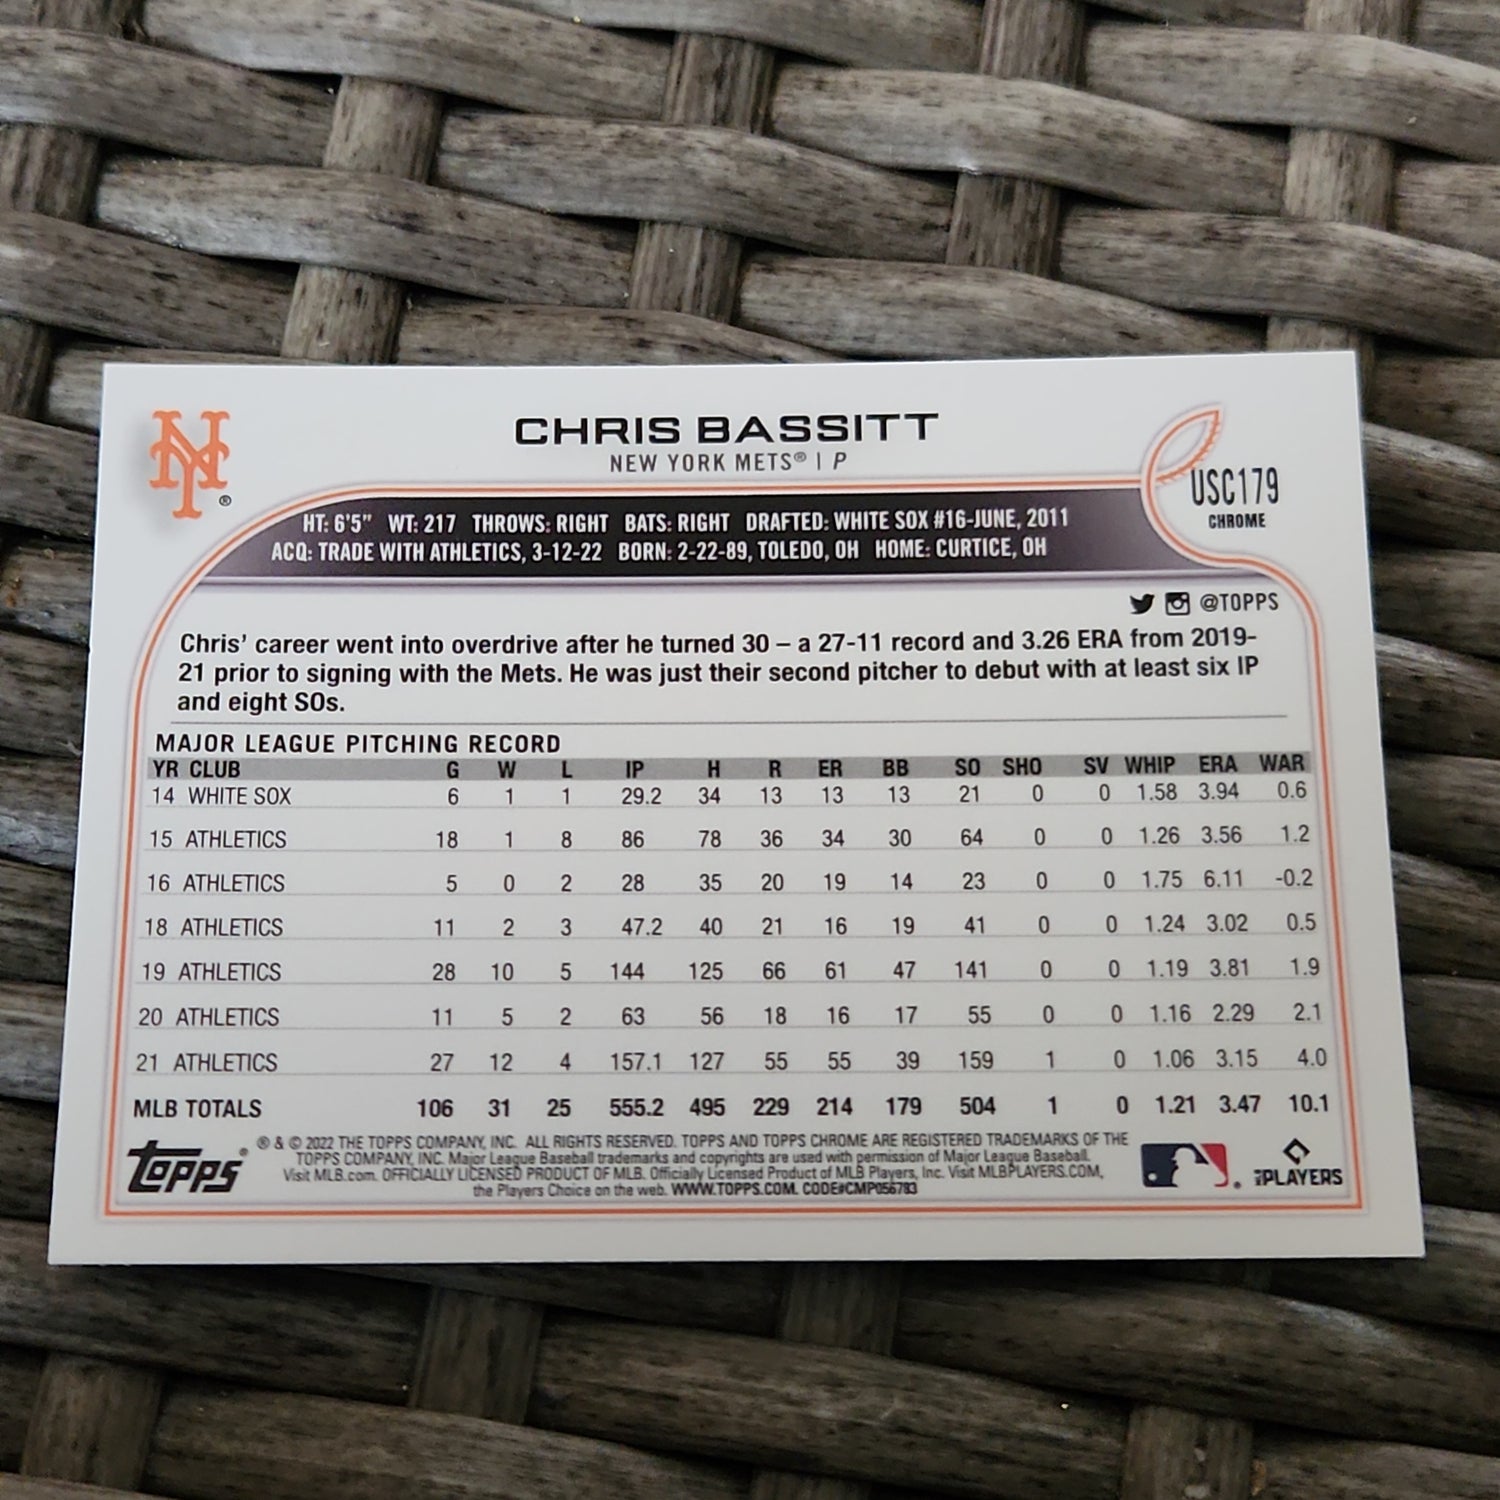 NY®
CHRIS BASSITT
NEW YORK METS® | P
USC179
CHROME
HT: 6'5" WT: 217 THROWS: RIGHT BATS: RIGHT DRAFTED: WHITE SOX #16-JUNE, 2011
ACQ: TRADE WITH ATHLETICS, 3-12-22 BORN: 2-22-89, TOLEDO, OH HOME: CURTICE, OH
@TOPPS
Chris' career went into overdrive after he turned 30 – a 27-11 record and 3.26 ERA from 2019-
21 prior to signing with the Mets. He was just their second pitcher to debut with at least six IP
and eight SOs.
MAJOR LEAGUE PITCHING RECORD
YR CLUB G W L IP H R ER BB SO SHO SV WHIP ERA WAR
14 WHITE SOX 6 1 1 29.2 34 13 13 13 21 0 0 1.58 3.94 0.6
15 ATHLETICS 18 1 8 86 78 36 34 30 64 0 0 1.26 3.56 1.2
16 ATHLETICS 5 0 2 28 35 20 19 14 23 0 0 1.75 6.11 -0.2
18 ATHLETICS 11 2 3 47.2 40 21 16 19 41 0 0 1.24 3.02 0.5
19 ATHLETICS 28 10 5 144 125 66 61 47 141 0 0 1.19 3.81 1.9
20 ATHLETICS 11 5 2 63 56 18 16 17 55 0 0 1.16 2.29 2.1
21 ATHLETICS 27 12 4 157.1 127 55 55 39 159 1 0 1.06 3.15 4.0
MLB TOTALS 106 31 25 555.2 495 229 214 179 504 1 0 1.21 3.47 10.1
topps®
® & © 2022 THE TOPPS COMPANY, INC. ALL RIGHTS RESERVED. TOPPS AND TOPPS CHROME ARE REGISTERED TRADEMARKS OF THE
TOPPS COMPANY, INC. Major League Baseball trademarks and copyrights are used with permission of Major League Baseball.
Visit MLB.com. OFFICIALLY LICENSED PRODUCT OF MLB. Officially Licensed Product of MLB Players, Inc. Visit MLBPLAYERS.COM,
the Players Choice on the web. WWW.TOPPS.COM. CODE#CMP056783
MLBPLAYERS